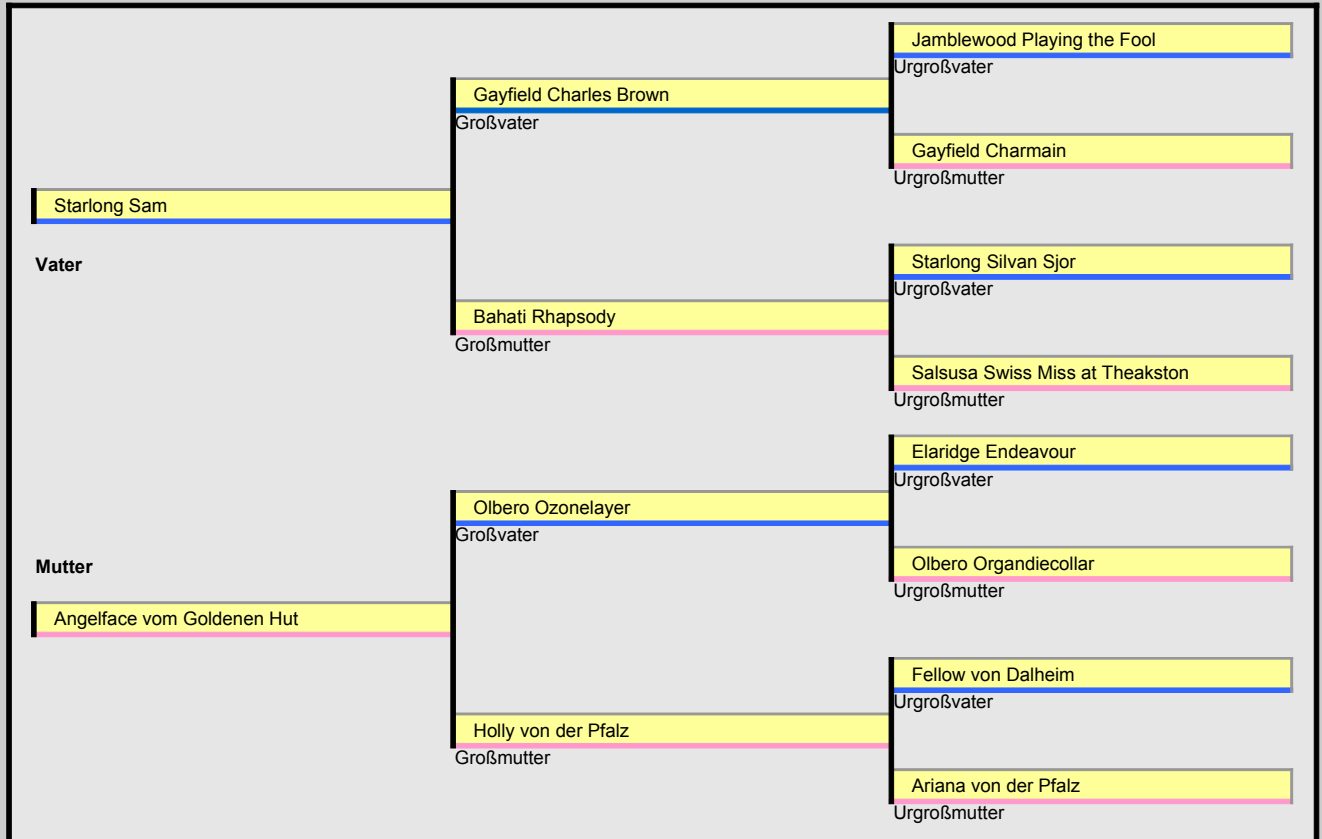 Jamblewood Playing the Fool
Urgroßvater
Gayfield Charles Brown
Großvater
Gayfield Charmain
Urgroßmutter
Starlong Sam
Vater
Starlong Silvan Sjor
Urgroßvater
Bahati Rhapsody
Großmutter
Salsusa Swiss Miss at Theakston
Urgroßmutter
Elaridge Endeavour
Urgroßvater
Olbero Ozonelayer
Großvater
Mutter
Olbero Organdiecollar
Urgroßmutter
Angelface vom Goldenen Hut
Fellow von Dalheim
Urgroßvater
Holly von der Pfalz
Großmutter
Ariana von der Pfalz
Urgroßmutter